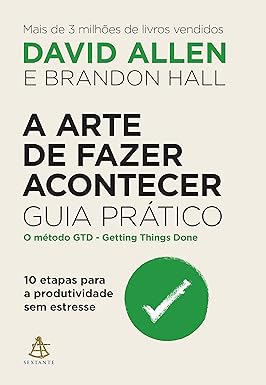 Mais de 3 milhões de livros vendidos
DAVID ALLEN
E BRANDON HALL
A ARTE
DE FAZER
ACONTECER
GUIA PRÁTICO
O método GTD - Getting Things Done
10 etapas para
a produtividade
sem estresse
SEXTANTE